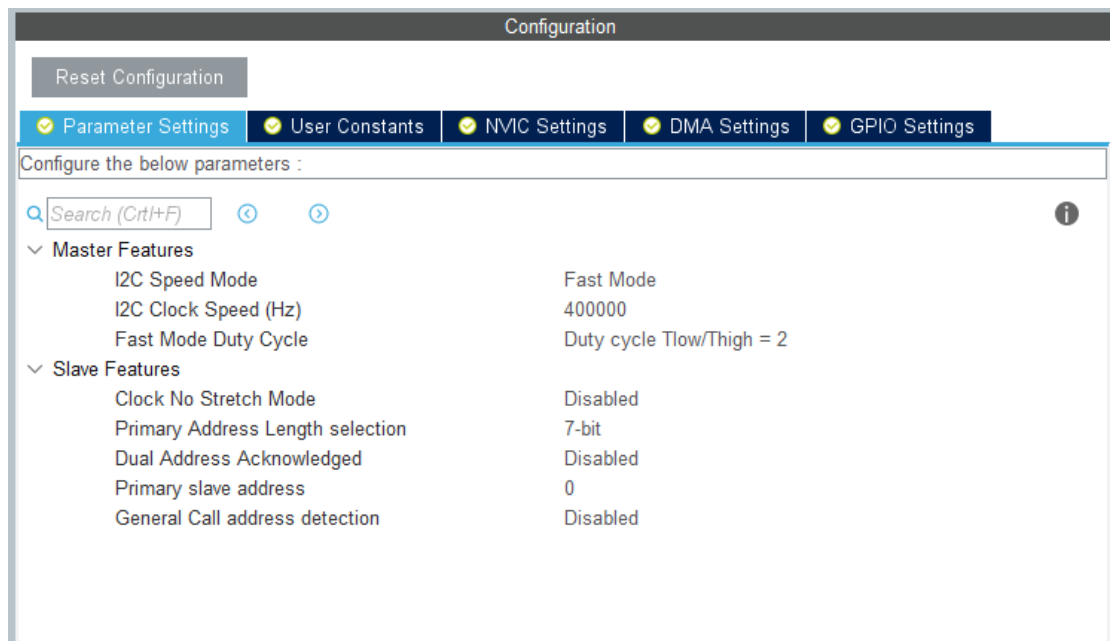 Configuration
Reset Configuration
Parameter Settings User Constants NVIC Settings DMA Settings GPIO Settings
Configure the below parameters :
Search (Crtl+F)
Master Features
I2C Speed Mode Fast Mode
I2C Clock Speed (Hz) 400000
Fast Mode Duty Cycle Duty cycle Tlow/Thigh = 2
Slave Features
Clock No Stretch Mode Disabled
Primary Address Length selection 7-bit
Dual Address Acknowledged Disabled
Primary slave address 0
General Call address detection Disabled